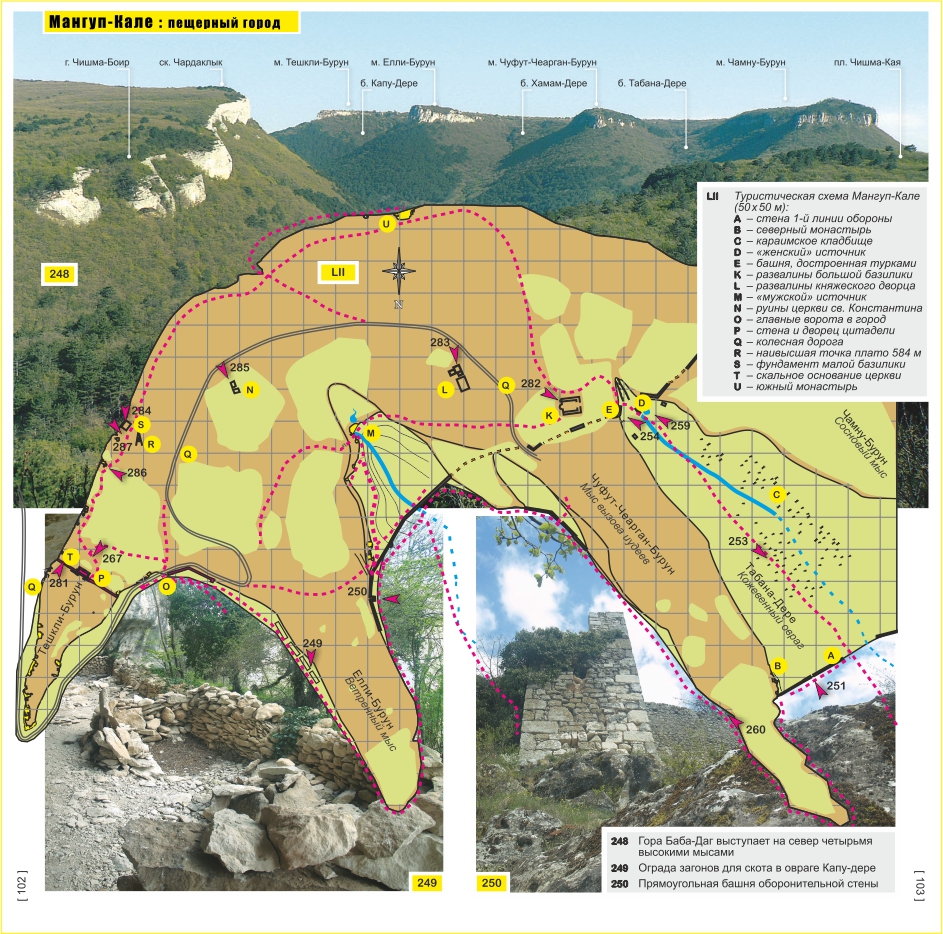 Мангуп-Кале : пещерный город
г. Чишма-Боир
ск. Чардаклык
м. Тешкли-Бурун
м. Елли-Бурун
м. Чуфут-Чеарган-Бурун
м. Чамну-Бурун
пл. Чишма-Кая
б. Капу-Дере
б. Хамам-Дере
б. Табана-Дере
LII Туристическая схема Мангуп-Кале
(50 x 50 м):
A – стена 1-й линии обороны
B – северный монастырь
C – караимское кладбище
D – «женский» источник
E – башня, достроенная турками
K – развалины большой базилики
L – развалины княжеского дворца
M – «мужской» источник
N – руины церкви св. Константина
O – главные ворота в город
P – стена и дворец цитадели
Q – колесная дорога
R – наивысшая точка плато 584 м
S – фундамент малой базилики
T – скальное основание церкви
U – южный монастырь
U
248
LII
N
283
285
N
L
Q
282
K
E
D
254
259
284
S
287
R
Q
M
286
C
Чамну-Бурун
Сосновый мыс
Чуфут-Чеарган-Бурун
Мыс вызова иудеев
253
T
267
281
P
Q
O
250
Табана-Дере
Кожевенный овраг
Тешкли-Бурун
249
B
A
251
Елли-Бурун
Ветренный мыс
260
248 Гора Баба-Даг выступает на север четырьмя
высокими мысами
249 Ограда загонов для скота в овраге Капу-дере
250 Прямоугольная башня оборонительной стены
249
250
[ 102 ]
[ 103 ]